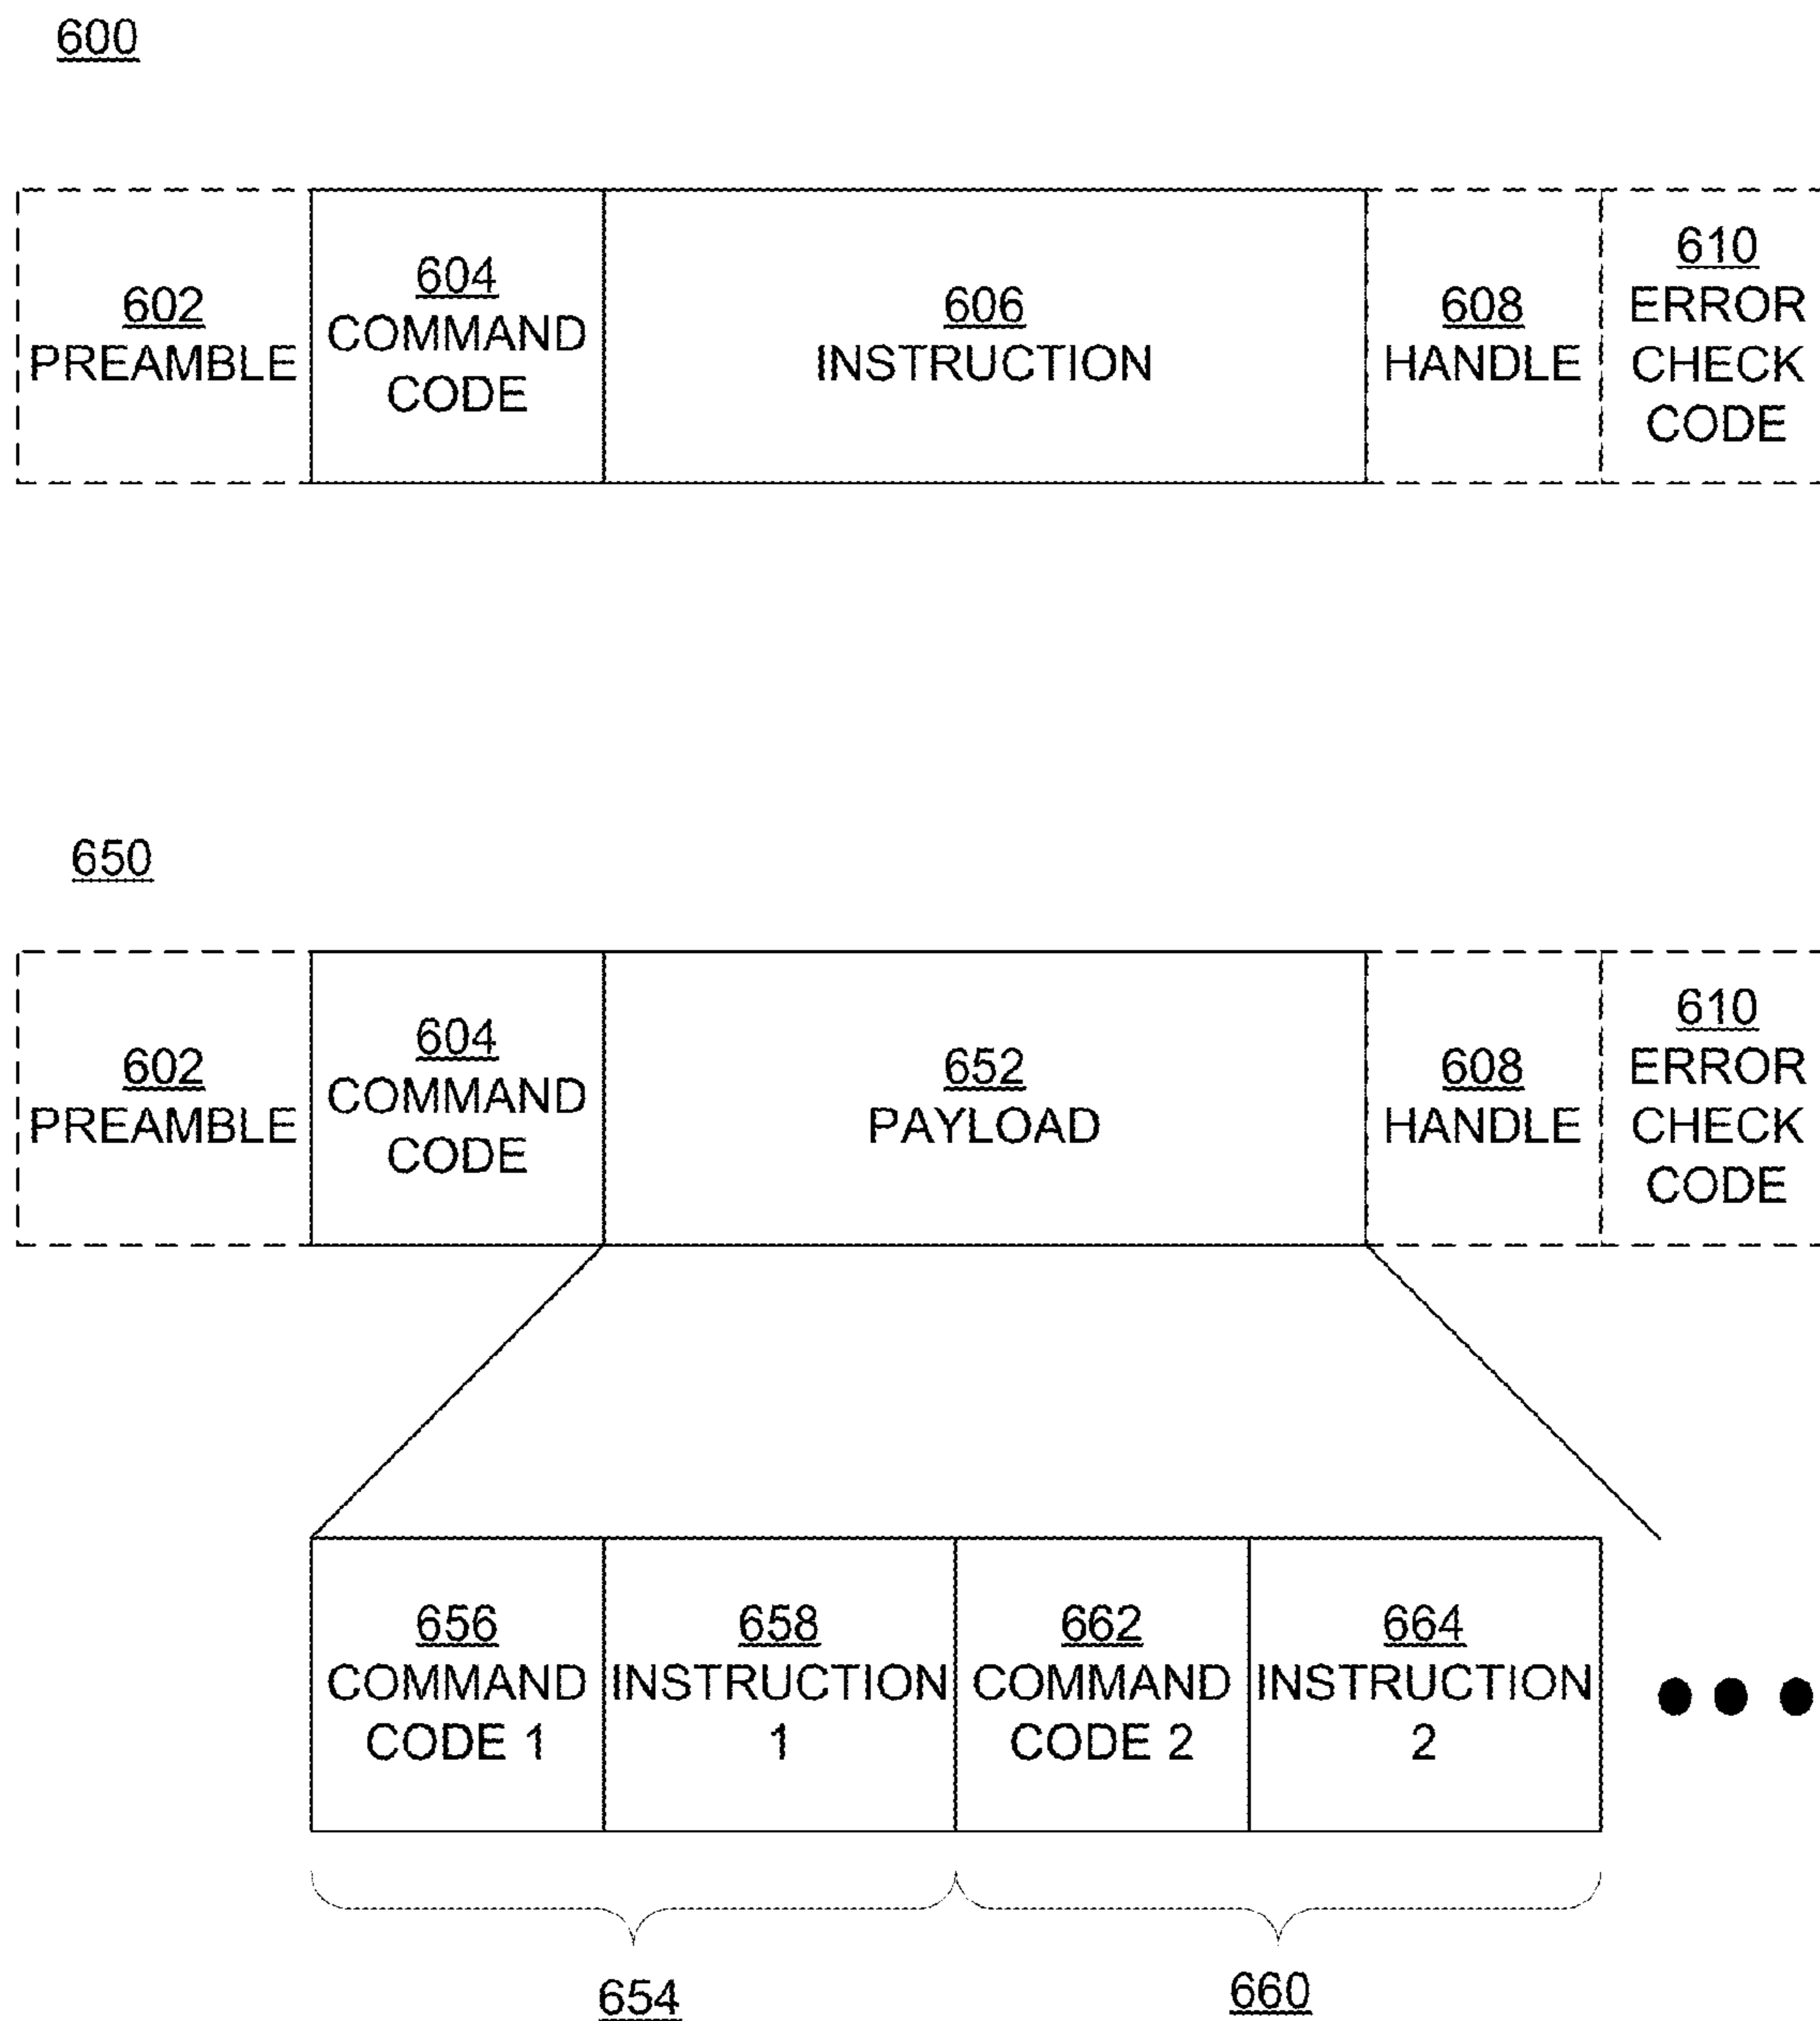 600
602
PREAMBLE
604
COMMAND
CODE
606
INSTRUCTION
608
HANDLE
610
ERROR
CHECK
CODE
650
602
PREAMBLE
604
COMMAND
CODE
652
PAYLOAD
608
HANDLE
610
ERROR
CHECK
CODE
656
COMMAND
CODE 1
658
INSTRUCTION
1
662
COMMAND
CODE 2
664
INSTRUCTION
2
654
660